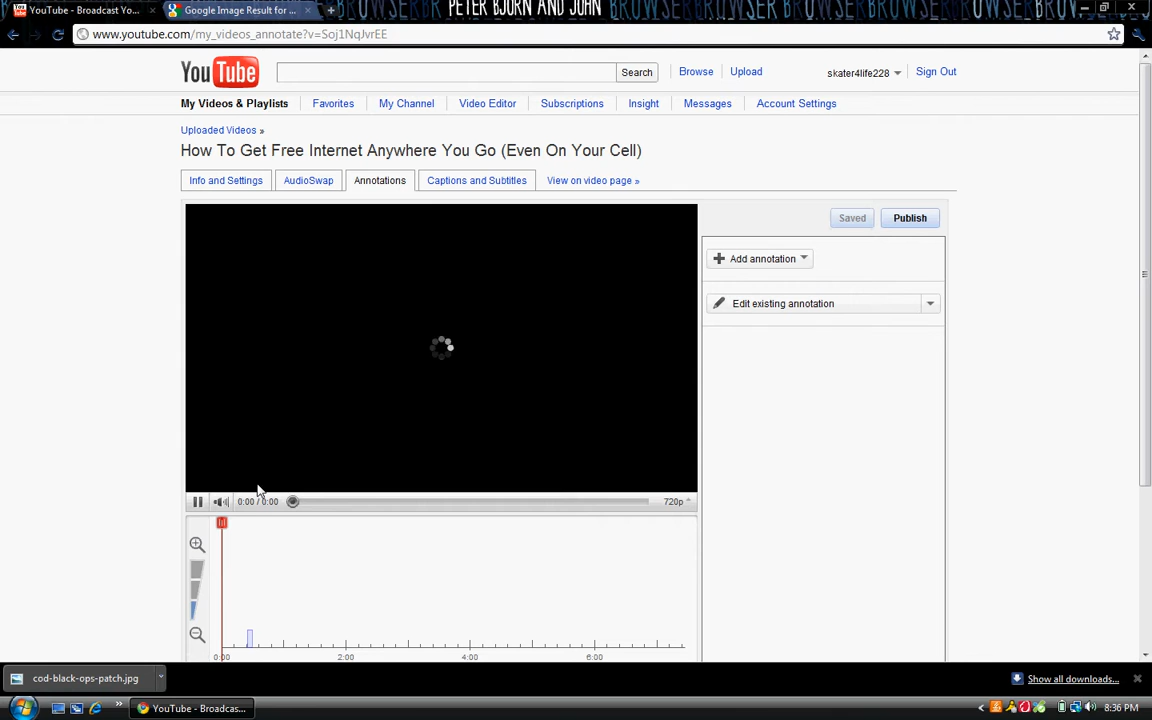 PETER BJORN AND JOHN
YouTube - Broadcast Yo...
Google Image Result for ...
www.youtube.com/my_videos_annotate?v=Soj1NqJvrEE
YouTube
Search
Browse
Upload
skater4life228
Sign Out
My Videos & Playlists
Favorites
My Channel
Video Editor
Subscriptions
Insight
Messages
Account Settings
Uploaded Videos »
How To Get Free Internet Anywhere You Go (Even On Your Cell)
Info and Settings
AudioSwap
Annotations
Captions and Subtitles
View on video page »
Saved
Publish
Add annotation
Edit existing annotation
0:00 / 0:00
720p
0:00
2:00
4:00
6:00
cod-black-ops-patch.jpg
Show all downloads...
YouTube - Broadcas...
8:36 PM